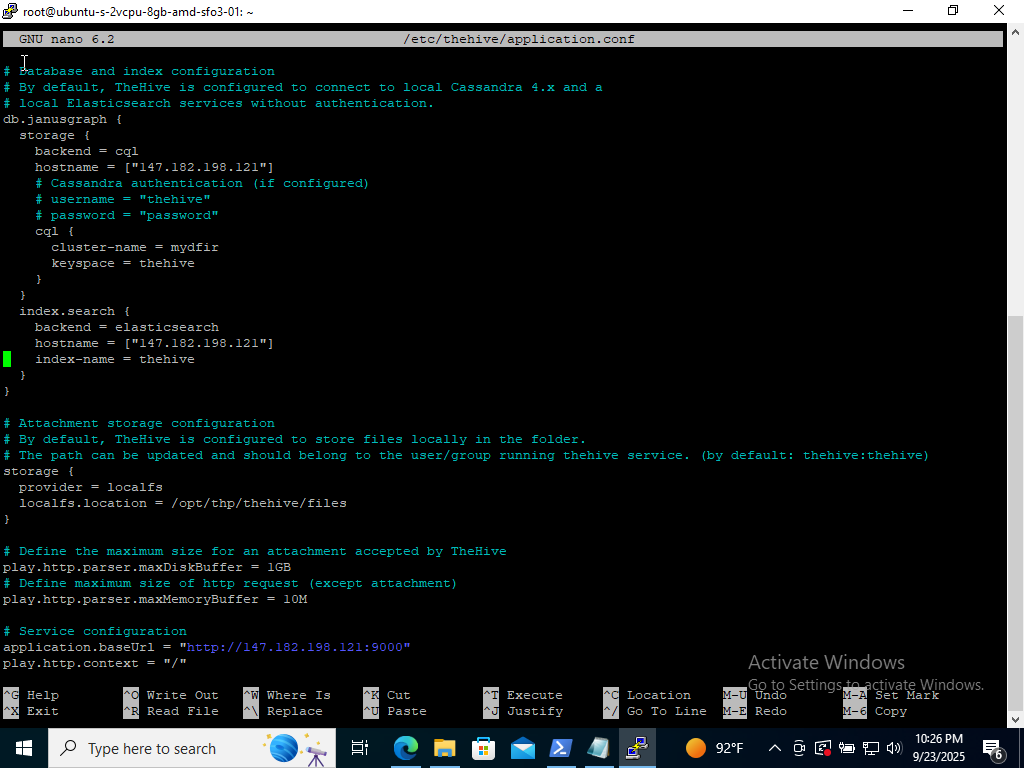 root@ubuntu-s-2vcpu-8gb-amd-sfo3-01: ~
GNU nano 6.2 /etc/thehive/application.conf
# Database and index configuration
# By default, TheHive is configured to connect to local Cassandra 4.x and a
# local Elasticsearch services without authentication.
db.janusgraph {
  storage {
    backend = cql
    hostname = ["147.182.198.121"]
    # Cassandra authentication (if configured)
    # username = "thehive"
    # password = "password"
    cql {
      cluster-name = mydfir
      keyspace = thehive
    }
  }
  index.search {
    backend = elasticsearch
    hostname = ["147.182.198.121"]
    index-name = thehive
  }
}
# Attachment storage configuration
# By default, TheHive is configured to store files locally in the folder.
# The path can be updated and should belong to the user/group running thehive service. (by default: thehive:thehive)
storage {
  provider = localfs
  localfs.location = /opt/thp/thehive/files
}
# Define the maximum size for an attachment accepted by TheHive
play.http.parser.maxDiskBuffer = 1GB
# Define maximum size of http request (except attachment)
play.http.parser.maxMemoryBuffer = 10M
# Service configuration
application.baseUrl = "http://147.182.198.121:9000"
play.http.context = "/"
Activate Windows
Go to Settings to activate Windows.
^G Help ^O Write Out ^W Where Is ^K Cut ^T Execute ^C Location M-U Undo M-A Set Mark
^X Exit ^R Read File ^\ Replace ^U Paste ^J Justify ^/ Go To Line M-E Redo M-6 Copy
Type here to search
92°F
10:26 PM
9/23/2025
6